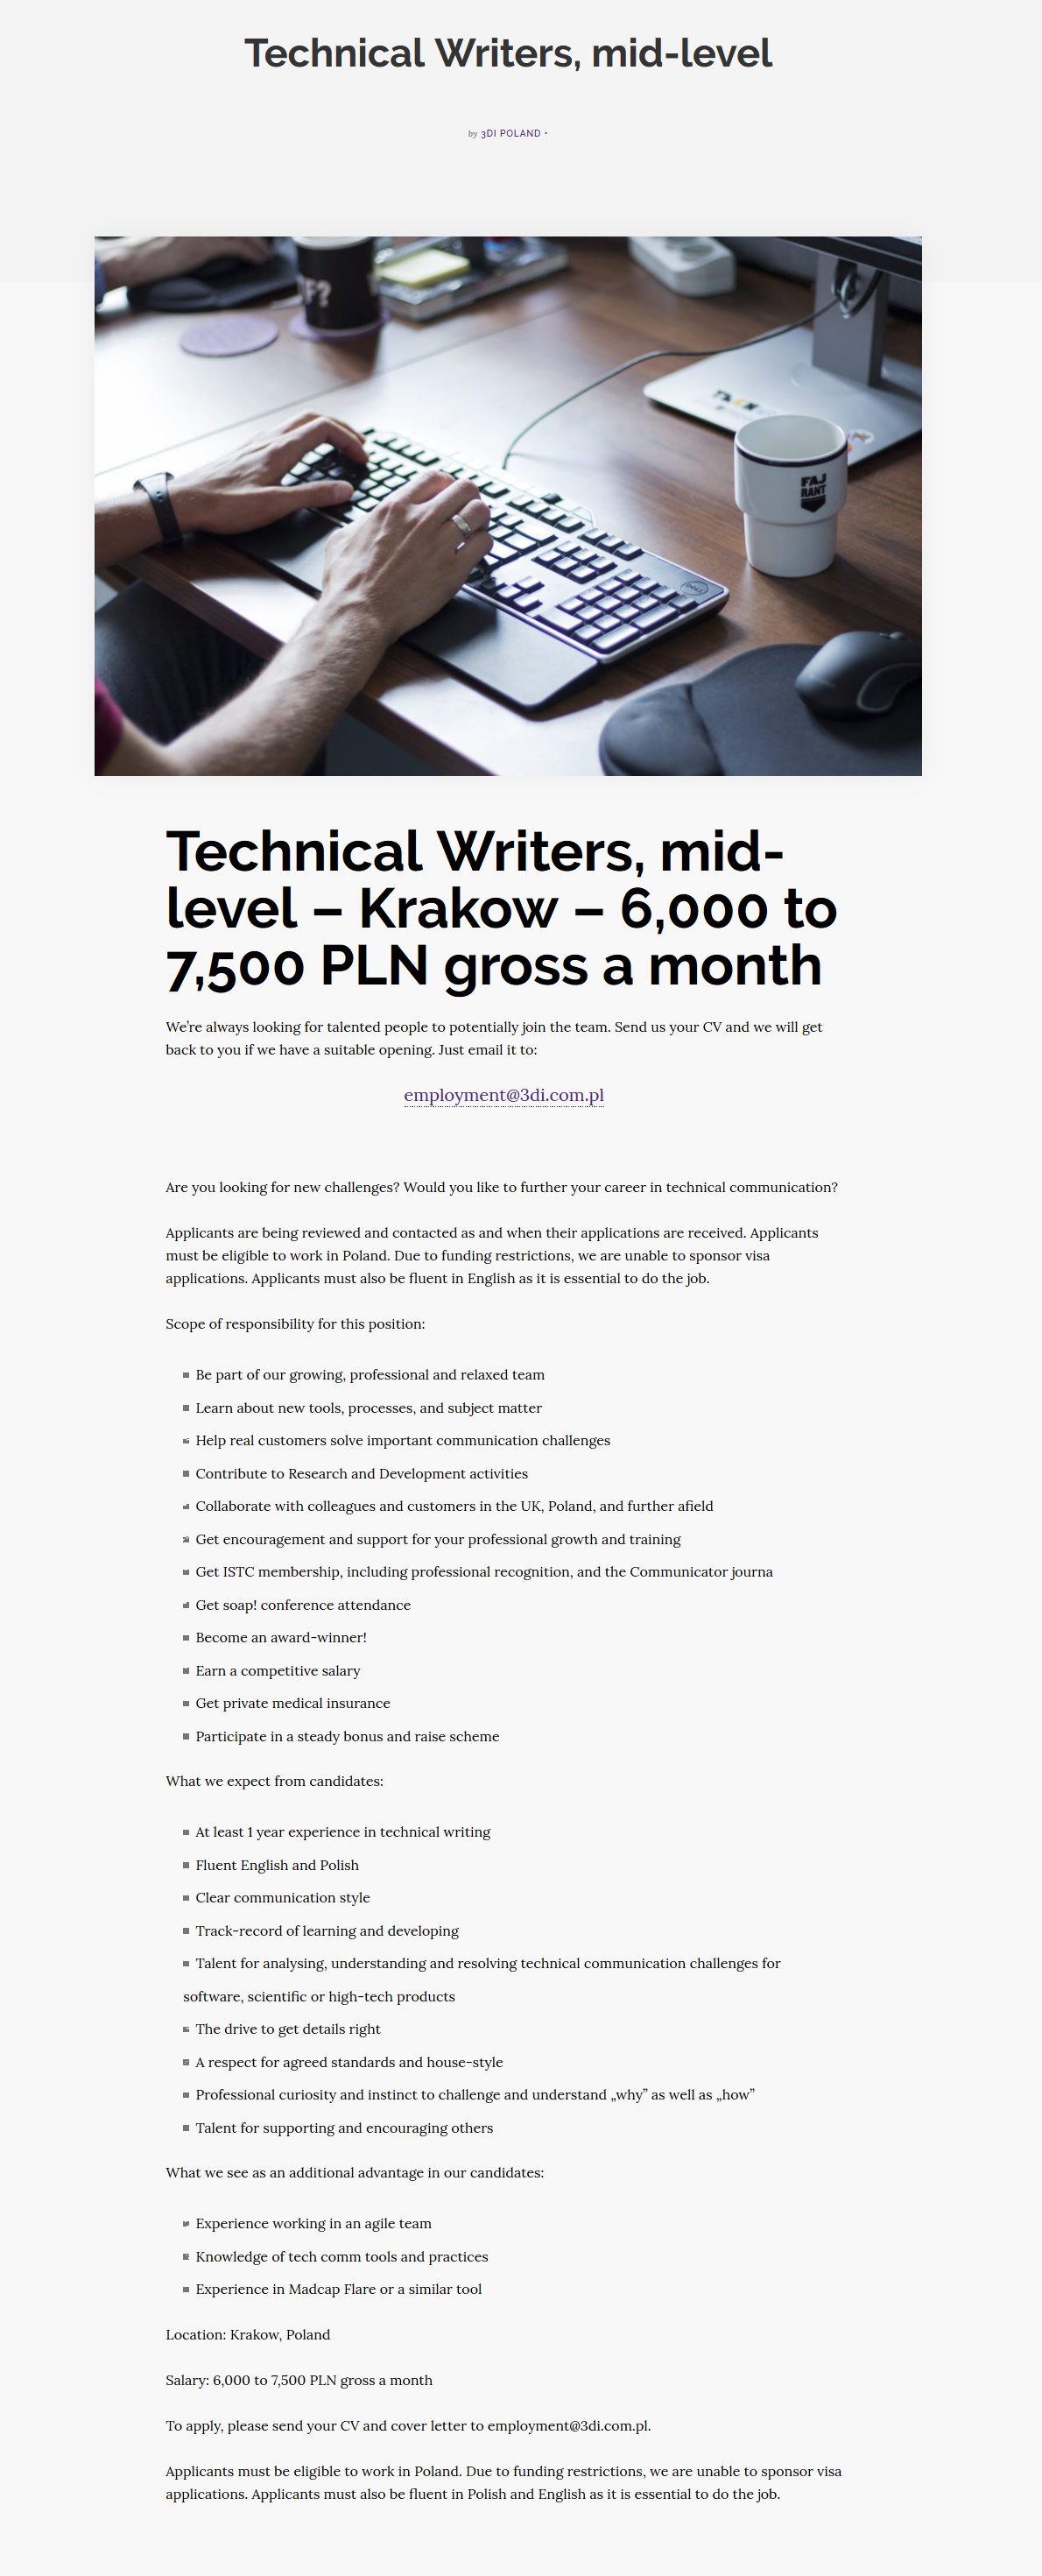 Technical Writers, mid-level
by 3DI POLAND •
F?
FAJ
RANT
DELL
Technical Writers, mid-
level – Krakow – 6,000 to
7,500 PLN gross a month
We’re always looking for talented people to potentially join the team. Send us your CV and we will get
back to you if we have a suitable opening. Just email it to:
employment@3di.com.pl
Are you looking for new challenges? Would you like to further your career in technical communication?
Applicants are being reviewed and contacted as and when their applications are received. Applicants
must be eligible to work in Poland. Due to funding restrictions, we are unable to sponsor visa
applications. Applicants must also be fluent in English as it is essential to do the job.
Scope of responsibility for this position:
Be part of our growing, professional and relaxed team
Learn about new tools, processes, and subject matter
Help real customers solve important communication challenges
Contribute to Research and Development activities
Collaborate with colleagues and customers in the UK, Poland, and further afield
Get encouragement and support for your professional growth and training
Get ISTC membership, including professional recognition, and the Communicator journa
Get soap! conference attendance
Become an award-winner!
Earn a competitive salary
Get private medical insurance
Participate in a steady bonus and raise scheme
What we expect from candidates:
At least 1 year experience in technical writing
Fluent English and Polish
Clear communication style
Track-record of learning and developing
Talent for analysing, understanding and resolving technical communication challenges for
software, scientific or high-tech products
The drive to get details right
A respect for agreed standards and house-style
Professional curiosity and instinct to challenge and understand „why” as well as „how”
Talent for supporting and encouraging others
What we see as an additional advantage in our candidates:
Experience working in an agile team
Knowledge of tech comm tools and practices
Experience in Madcap Flare or a similar tool
Location: Krakow, Poland
Salary: 6,000 to 7,500 PLN gross a month
To apply, please send your CV and cover letter to employment@3di.com.pl.
Applicants must be eligible to work in Poland. Due to funding restrictions, we are unable to sponsor visa
applications. Applicants must also be fluent in Polish and English as it is essential to do the job.